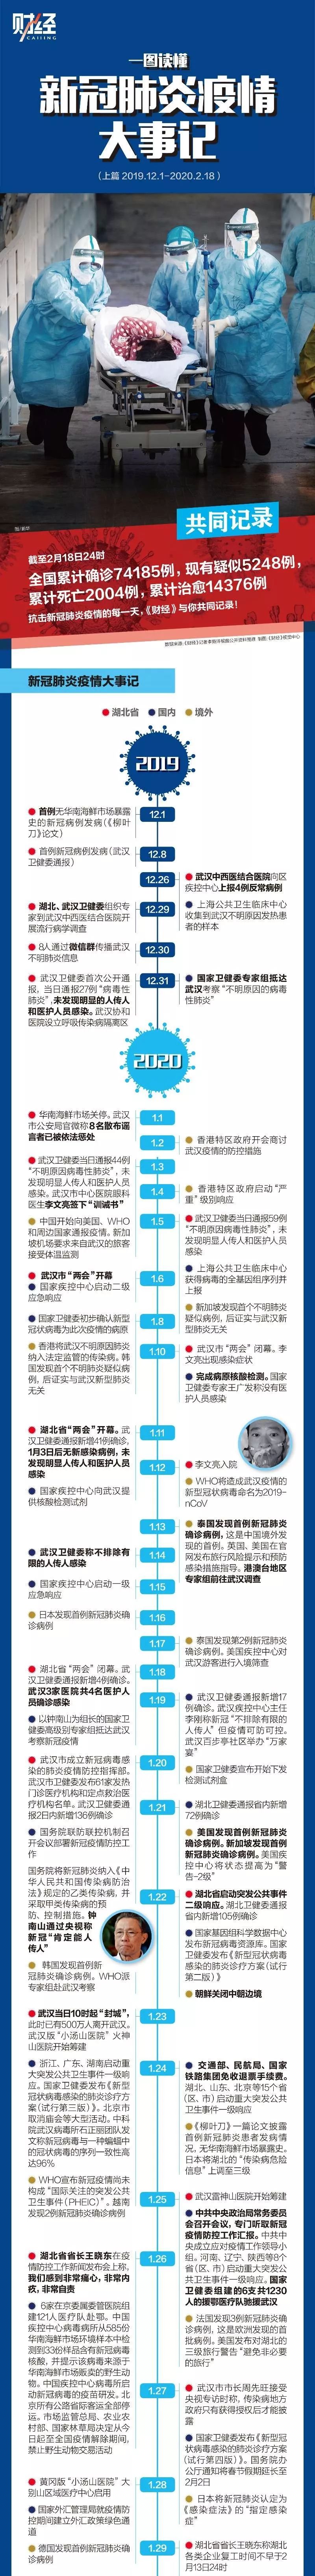 财经
CAIJING
一图读懂
新冠肺炎疫情
大事记
（上篇 2019.12.1-2020.2.18）
共同记录
截至2月18日24时
全国累计确诊74185例，现有疑似5248例，
累计死亡2004例，累计治愈14376例
抗击新冠肺炎疫情的每一天，《财经》与你共同记录！
新冠肺炎疫情大事记
湖北省 国内 境外
2019
12.1
首例无华南海鲜市场暴露
史的新冠病例发病（《柳叶
刀》论文）
12.8
首例新冠病例发病（武汉
卫健委通报）
12.26
武汉中西医结合医院向区
疾控中心上报4例反常病例
12.29
湖北、武汉卫健委组织专
家到武汉中西医结合医院开
展流行病学调查
上海公共卫生临床中心
收集到武汉不明原因发热患
者的样本
12.30
8人通过微信群传播武汉
不明肺炎信息
12.31
武汉卫健委首次公开通
报，当日通报27例“病毒性
肺炎”，未发现明显的人传人
和医护人员感染。武汉协和
医院设立呼吸传染病隔离区
国家卫健委专家组抵达
武汉考察“不明原因的病毒
性肺炎”
2020
1.1
华南海鲜市场关停。武汉
市公安局官微称8名散布谣
言者已被依法惩处
1.2
香港特区政府开会商讨
武汉疫情的防控措施
1.3
武汉卫健委当日通报44例
“不明原因病毒性肺炎”，未
发现明显人传人和医护人员
感染。武汉市中心医院眼科
医生李文亮签下“训诫书”
1.4
香港特区政府启动“严
重”级别响应
1.5
中国开始向美国、WHO
和周边国家通报疫情。新加
坡机场要求来自武汉的旅客
接受体温监测
武汉卫健委当日通报59例
“不明原因病毒性肺炎”，未
发现明显人传人和医护人员
感染
1.6
武汉市“两会”开幕
国家疾控中心启动二级
应急响应
上海公共卫生临床中心
获得病毒的全基因组序列并
上报
1.8
国家卫健委初步确认新型
冠状病毒为此次疫情的病原
香港将武汉不明原因肺炎
纳入法定监管的传染病。韩
国发现首个不明肺炎疑似病
例，后证实与武汉新型肺炎
无关
新加坡发现首个不明肺炎
疑似病例，后证实与武汉新
型肺炎无关
1.10
武汉市“两会”闭幕。李
文亮出现感染症状
完成病原核酸检测。国家
卫健委专家王广发称没有医
护人员感染
1.11
湖北省“两会”开幕。武
汉卫健委通报新增41例确诊，
1月3日后无新感染病例，未
发现明显人传人和医护人员
感染
国家疾控中心向武汉提
供核酸检测试剂
1.12
李文亮入院
WHO将造成武汉疫情的
新型冠状病毒命名为2019-
nCoV
1.13
泰国发现首例新冠肺炎
确诊病例，这是中国境外发
现的首例。英国、美国在官
网发布旅行风险提示和预防
感染措施指导。港澳台地区
专家组前往武汉调查
1.14
武汉卫健委称不排除有
限的人传人感染
1.15
国家疾控中心启动一级
应急响应
1.16
日本发现首例新冠肺炎确
诊病例
1.17
泰国发现第2例新冠肺炎
确诊病例。美国疾控中心对
武汉游客进行入境筛查
1.18
湖北省“两会”闭幕。武
汉卫健委通报新增4例确诊。
武汉3家医院共4名医护人
员确诊感染
1.19
以钟南山为组长的国家卫
健委高级别专家组抵达武汉
考察新冠疫情
武汉卫健委通报新增17
例确诊。武汉疾控中心主任
李刚称新冠“不排除有限的
人传人”但疫情可防可控。
武汉百步亭社区举办“万家
宴”
国家卫健委宣布开始下发
检测试剂盒
1.20
武汉市成立新冠病毒感
染的肺炎疫情防控指挥部。
武汉市卫健委发布61家发热
门诊医疗机构和定点救治医
疗机构名单。武汉卫健委通
报2日内新增136例确诊
国务院联防联控机制召
开会议部署新冠疫情防控工
作
国务院将新冠肺炎纳入《中
华人民共和国传染病防治
法》规定的乙类传染病，并
采取甲类传染病的预
防、控制措施。钟
南山通过央视称
新冠“肯定能人
传人”
韩国发现首例新
冠肺炎确诊病例。WHO派
专家组赴武汉考察
1.21
湖北卫健委通报省内新增
72例确诊
美国发现首例新冠肺炎
确诊病例。新加坡发现首例
新冠肺炎确诊病例。美国疾
控中心将状态提高为“警
告-2级”
1.22
湖北省启动突发公共事件
二级响应。湖北卫健委通报
省内新增105例确诊
国家基因组科学数据中心
发布新冠病毒资源库。国家
卫健委发布《新型冠状病毒
感染的肺炎诊疗方案（试行
第二版）》
朝鲜关闭中朝边境
1.23
武汉当日10时起“封城”，
此时已有500万人离开武汉。
武汉版“小汤山医院”火神
山医院开始筹建
浙江、广东、湖南启动重
大突发公共卫生事件一级响
应。国家卫健委发布《新型
冠状病毒感染的肺炎诊疗方
案（试行第三版）》。北京市
取消庙会等大型活动。中科
院武汉病毒所石正丽团队发
文称新冠病毒与一种蝙蝠中
的冠状病毒的序列一致性高
达96%
WHO宣布新冠疫情尚未
构成“国际关注的突发公共
卫生事件（PHEIC）”。越南
发现2例新冠肺炎确诊病例
1.24
交通部、民航局、国家
铁路集团免收退票手续费。
湖北、山东、北京等15个省
（区、市）启动重大突发公共
卫生事件一级响应
《柳叶刀》一篇论文披露
首例新冠肺炎患者发病情
况，无华南海鲜市场暴露史。
日本将湖北的“传染病危险
信息”上调至三级
1.25
武汉雷神山医院开始筹建
中共中央政治局常务委员
会召开会议，专门听取新冠
疫情防控工作汇报。中共中
央成立应对疫情工作领导小
组。河南、辽宁、陕西等8省
（区、市）启动重大突发公共
卫生事件一级响应。国家
卫健委组建的6支共1230
人的援鄂医疗队驰援武汉
法国发现3例新冠肺炎确
诊病例，这是欧洲发现的首
批病例。美国发布对湖北的
三级旅行警告“避免非必要
的旅行”
1.26
湖北省省长王晓东在疫
情防控工作新闻发布会上称，
我们感到非常痛心，非常内
疚，非常自责
6家在京委属委管医院组
建121人医疗队赴鄂。中国
疾控中心病毒病所从585份
华南海鲜市场环境样本中检
测到33份样品含有新冠病毒
核酸，并提示该病毒来源于
华南海鲜市场贩卖的野生动
物。中国疾控中心病毒所启
动新冠病毒的疫苗研发。北
京所有公路省际客运全部停
运。市场监管总局、农业农
村部、国家林草局决定从今
日起至全国疫情解除期间，
禁止野生动物交易活动
1.27
武汉市市长周先旺接受
央视专访时称，传染病地方
政府只有获得授权后才能披
露
国家卫健委发布《新型冠
状病毒感染的肺炎诊疗方案
（试行第四版）》。国务院办
公厅通知将春节假期延长至
2月2日
1.28
黄冈版“小汤山医院”大
别山区域医疗中心启用
国家外汇管理局就疫情防
控期间建立外汇政策绿色通
道
日本将新冠肺炎认定为
《感染症法》的“指定感染
症”
1.29
德国发现首例新冠肺炎确
诊病例
湖北省省长王晓东称湖北
各类企业复工时间不早于2
月13日24时